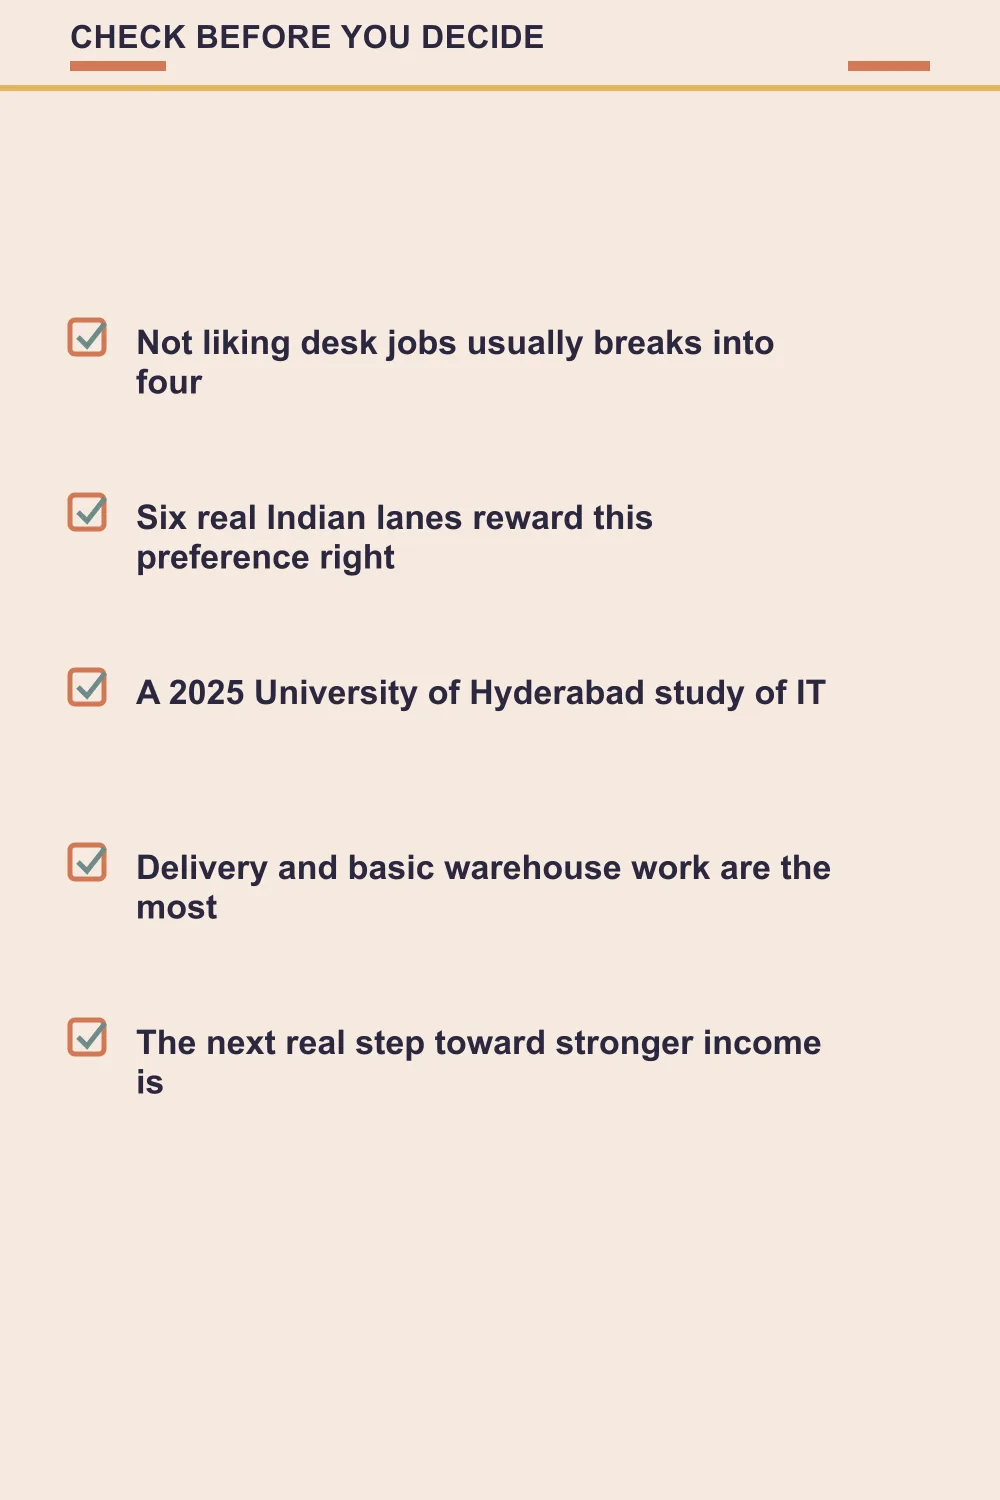 CHECK BEFORE YOU DECIDE
Not liking desk jobs usually breaks into
four
Six real Indian lanes reward this
preference right
A 2025 University of Hyderabad study of IT
Delivery and basic warehouse work are the
most
The next real step toward stronger income
is